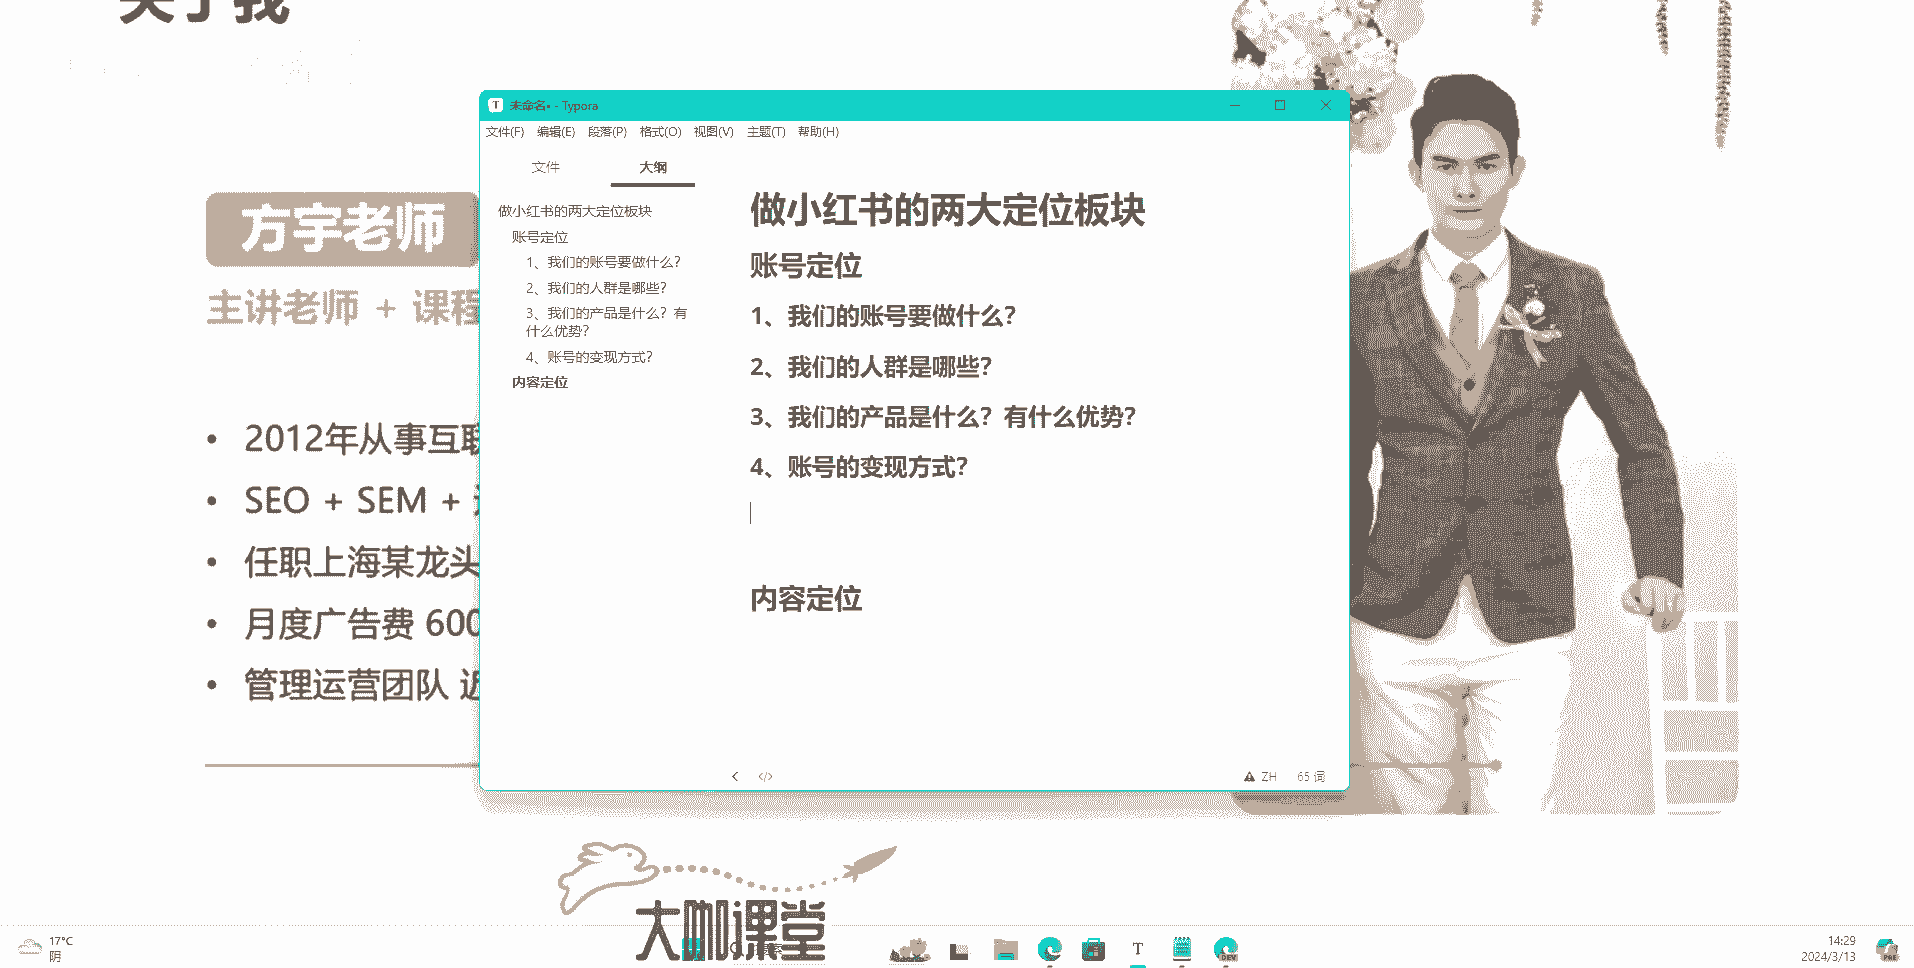 关于我
未命名• - Typora
文件(F) 编辑(E) 段落(P) 格式(O) 视图(V) 主题(T) 帮助(H)
文件 大纲
做小红书的两大定位板块
账号定位
1、我们的账号要做什么？
2、我们的人群是哪些？
3、我们的产品是什么？有
什么优势？
4、账号的变现方式？
内容定位
做小红书的两大定位板块
账号定位
1、我们的账号要做什么？
2、我们的人群是哪些？
3、我们的产品是什么？有什么优势？
4、账号的变现方式？
内容定位
</> ZH 65 词
方宇老师
主讲老师 + 课程
• 2012年从事互联
• SEO + SEM +
• 任职上海某龙头
• 月度广告费 600
• 管理运营团队 近
大咖课堂
17°C
阴
14:29
2024/3/13